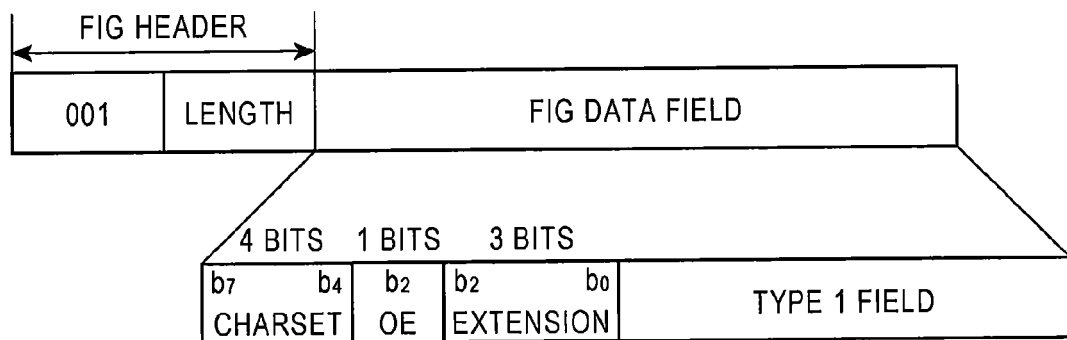 FIG HEADER
001 LENGTH FIG DATA FIELD
4 BITS 1 BITS 3 BITS
b7 b4 b2 b2 b0
CHARSET OE EXTENSION TYPE 1 FIELD